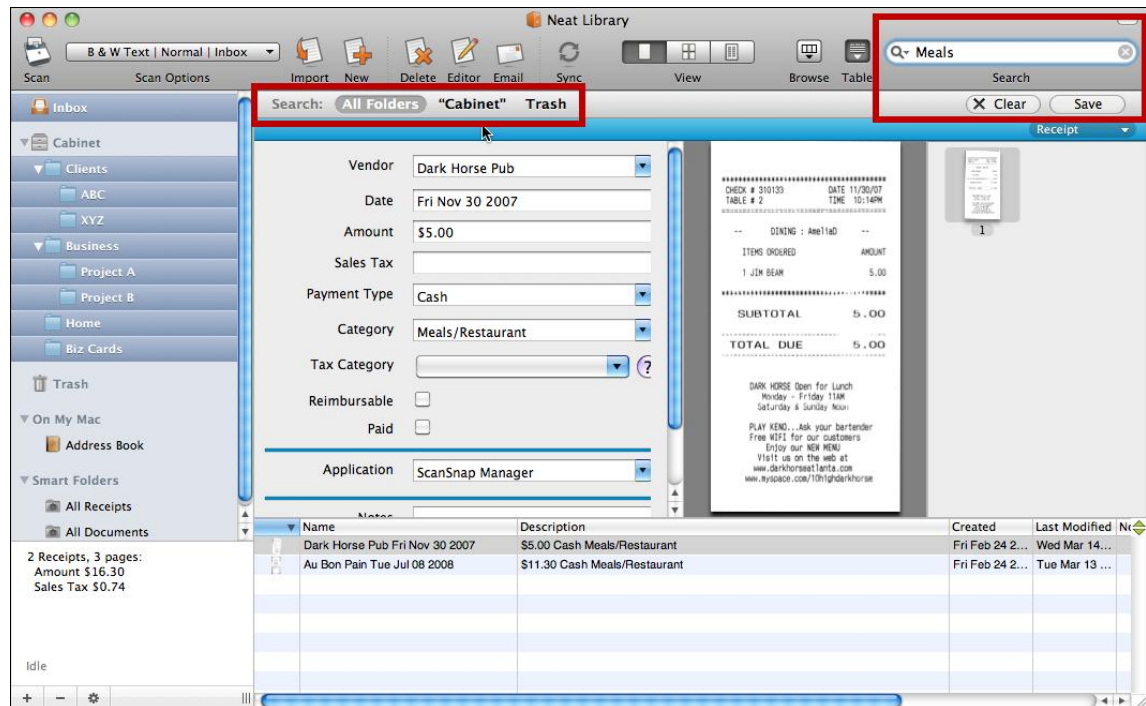 Neat Library
B & W Text | Normal | Inbox
Meals
Scan Scan Options Import New Delete Editor Email Sync View Browse Table Search
Search: All Folders "Cabinet" Trash
X Clear Save
Receipt
Inbox
Cabinet
Clients
ABC
XYZ
Business
Project A
Project B
Home
Biz Cards
Trash
On My Mac
Address Book
Smart Folders
All Receipts
All Documents
2 Receipts, 3 pages:
Amount $16.30
Sales Tax $0.74
Idle
Vendor Dark Horse Pub
Date Fri Nov 30 2007
Amount $5.00
Sales Tax
Payment Type Cash
Category Meals/Restaurant
Tax Category ?
Reimbursable
Paid
Application ScanSnap Manager
Notes
CHECK # 310133 DATE 11/30/07
TABLE # 2 TIME 10:14PM
-- DINING : AmeliaD --
ITEMS ORDERED AMOUNT
1 JIM BEAM 5.00
SUBTOTAL 5.00
TOTAL DUE 5.00
DARK HORSE Open for Lunch
Monday - Friday 11AM
Saturday & Sunday Noon
PLAY KENO...Ask your bartender
Free WIFI for our customers
Enjoy our NEW MENU
Visit us on the web at
www.darkhorseatlanta.com
www.myspace.com/10highdarkhorse
1
Name Description Created Last Modified
Dark Horse Pub Fri Nov 30 2007 $5.00 Cash Meals/Restaurant Fri Feb 24 2... Wed Mar 14...
Au Bon Pain Tue Jul 08 2008 $11.30 Cash Meals/Restaurant Fri Feb 24 2... Tue Mar 13 ...